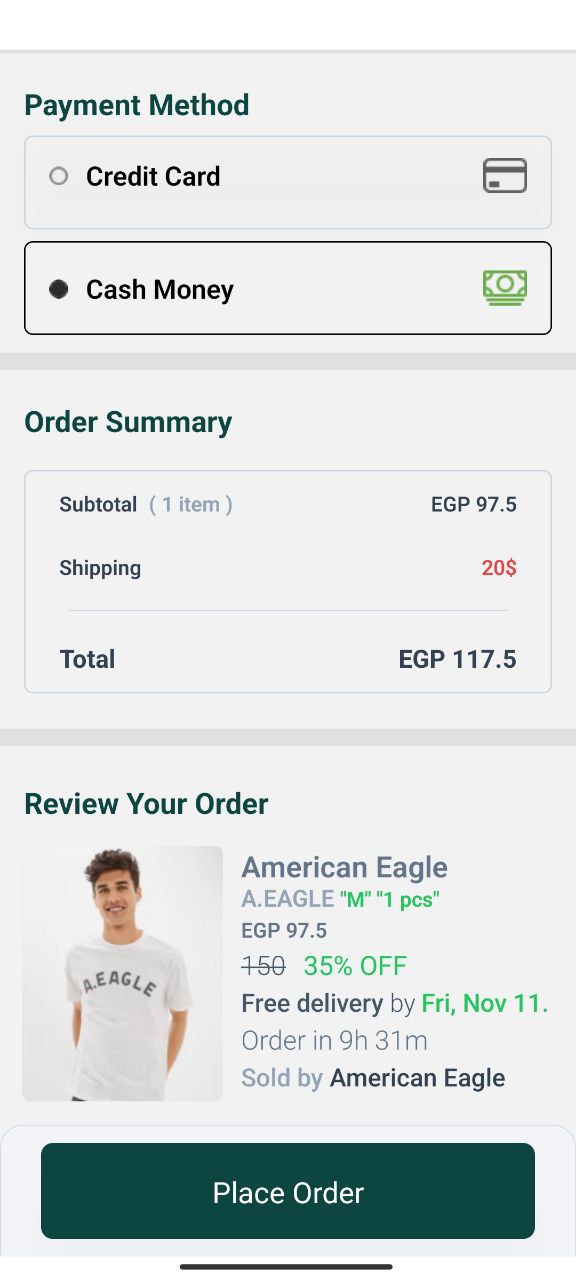 Payment Method
Credit Card
Cash Money
Order Summary
Subtotal ( 1 item ) EGP 97.5
Shipping 20$
Total EGP 117.5
Review Your Order
A.EAGLE
American Eagle
A.EAGLE "M" "1 pcs"
EGP 97.5
150 35% OFF
Free delivery by Fri, Nov 11.
Order in 9h 31m
Sold by American Eagle
Place Order